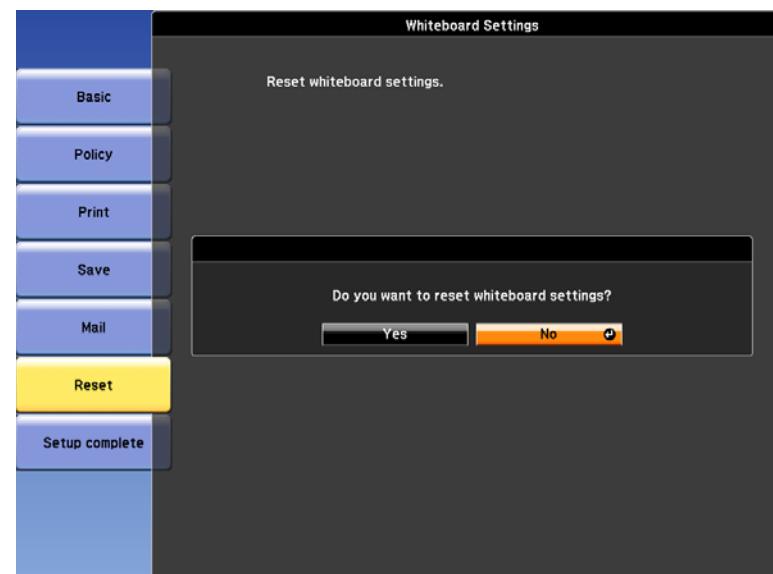 Whiteboard Settings
Reset whiteboard settings.
Basic
Policy
Print
Save
Mail
Reset
Setup complete
Do you want to reset whiteboard settings?
Yes
No